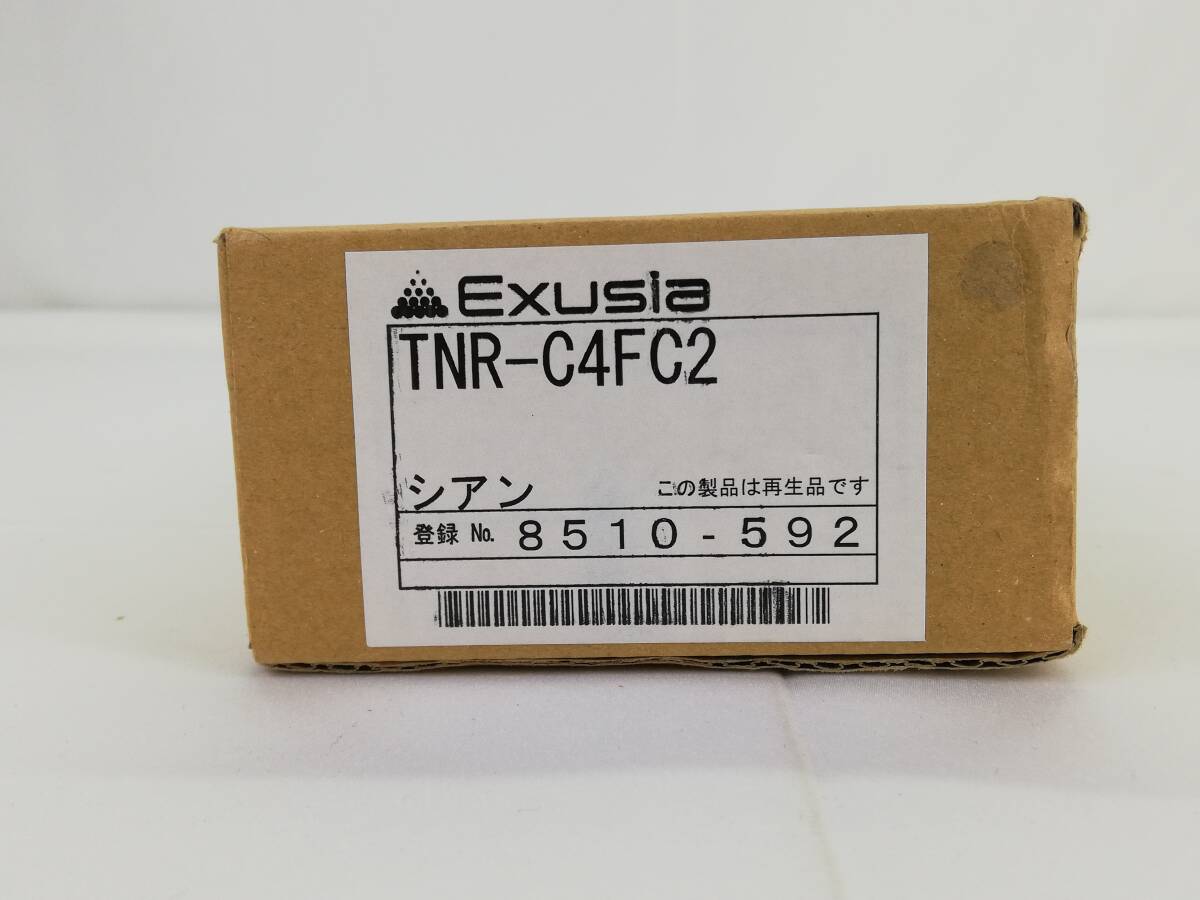 Exusia
TNR-C4FC2
シアン
この製品は再生品です
登録 No. 8510-592